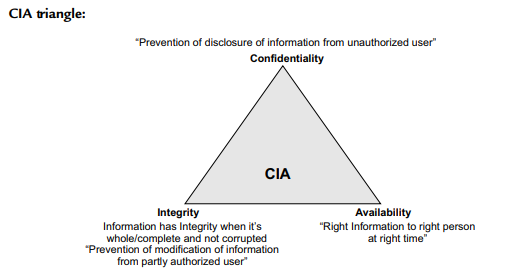 CIA triangle:
“Prevention of disclosure of information from unauthorized user”
Confidentiality
CIA
Integrity
Information has Integrity when it’s
whole/complete and not corrupted
“Prevention of modification of information
from partly authorized user”
Availability
“Right Information to right person
at right time”